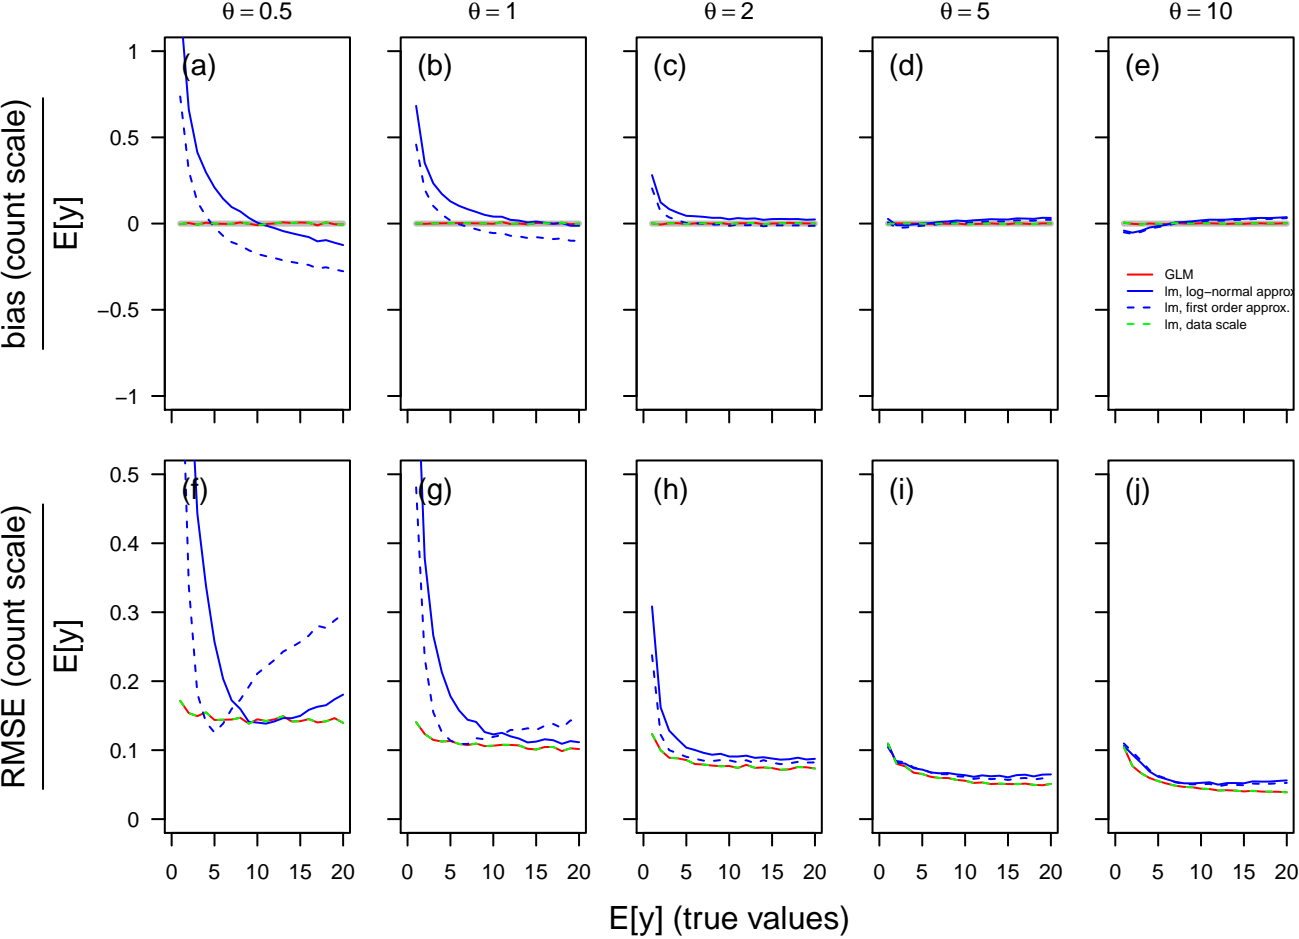 θ = 0.5 θ = 1 θ = 2 θ = 5 θ = 10
bias (count scale)
E[y]
1
0.5
0
−0.5
−1
(a) (b) (c) (d) (e)
GLM
lm, log−normal approx
lm, first order approx.
lm, data scale
RMSE (count scale)
E[y]
0.5
0.4
0.3
0.2
0.1
0
(f) (g) (h) (i) (j)
0 5 10 15 20 0 5 10 15 20 0 5 10 15 20 0 5 10 15 20 0 5 10 15 20
E[y] (true values)